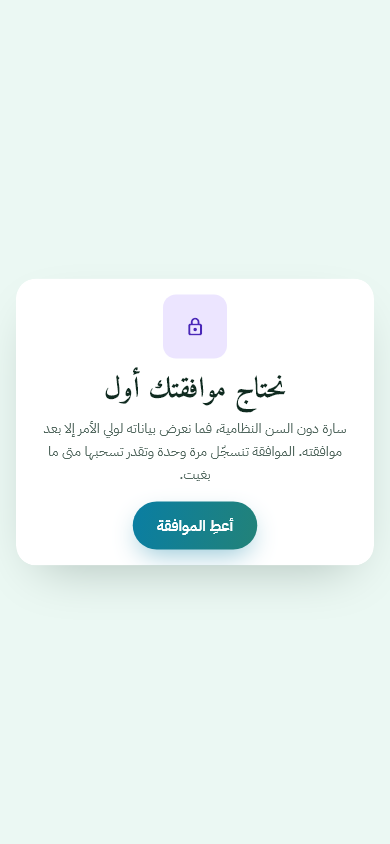 نحتاج موافقتك أول
سارة دون السن النظامية، فما نعرض بياناته لولي الأمر إلا بعد
موافقته. الموافقة تنسجّل مرة وحدة وتقدر تسحبها متى ما
بغيت.
أعطِ الموافقة